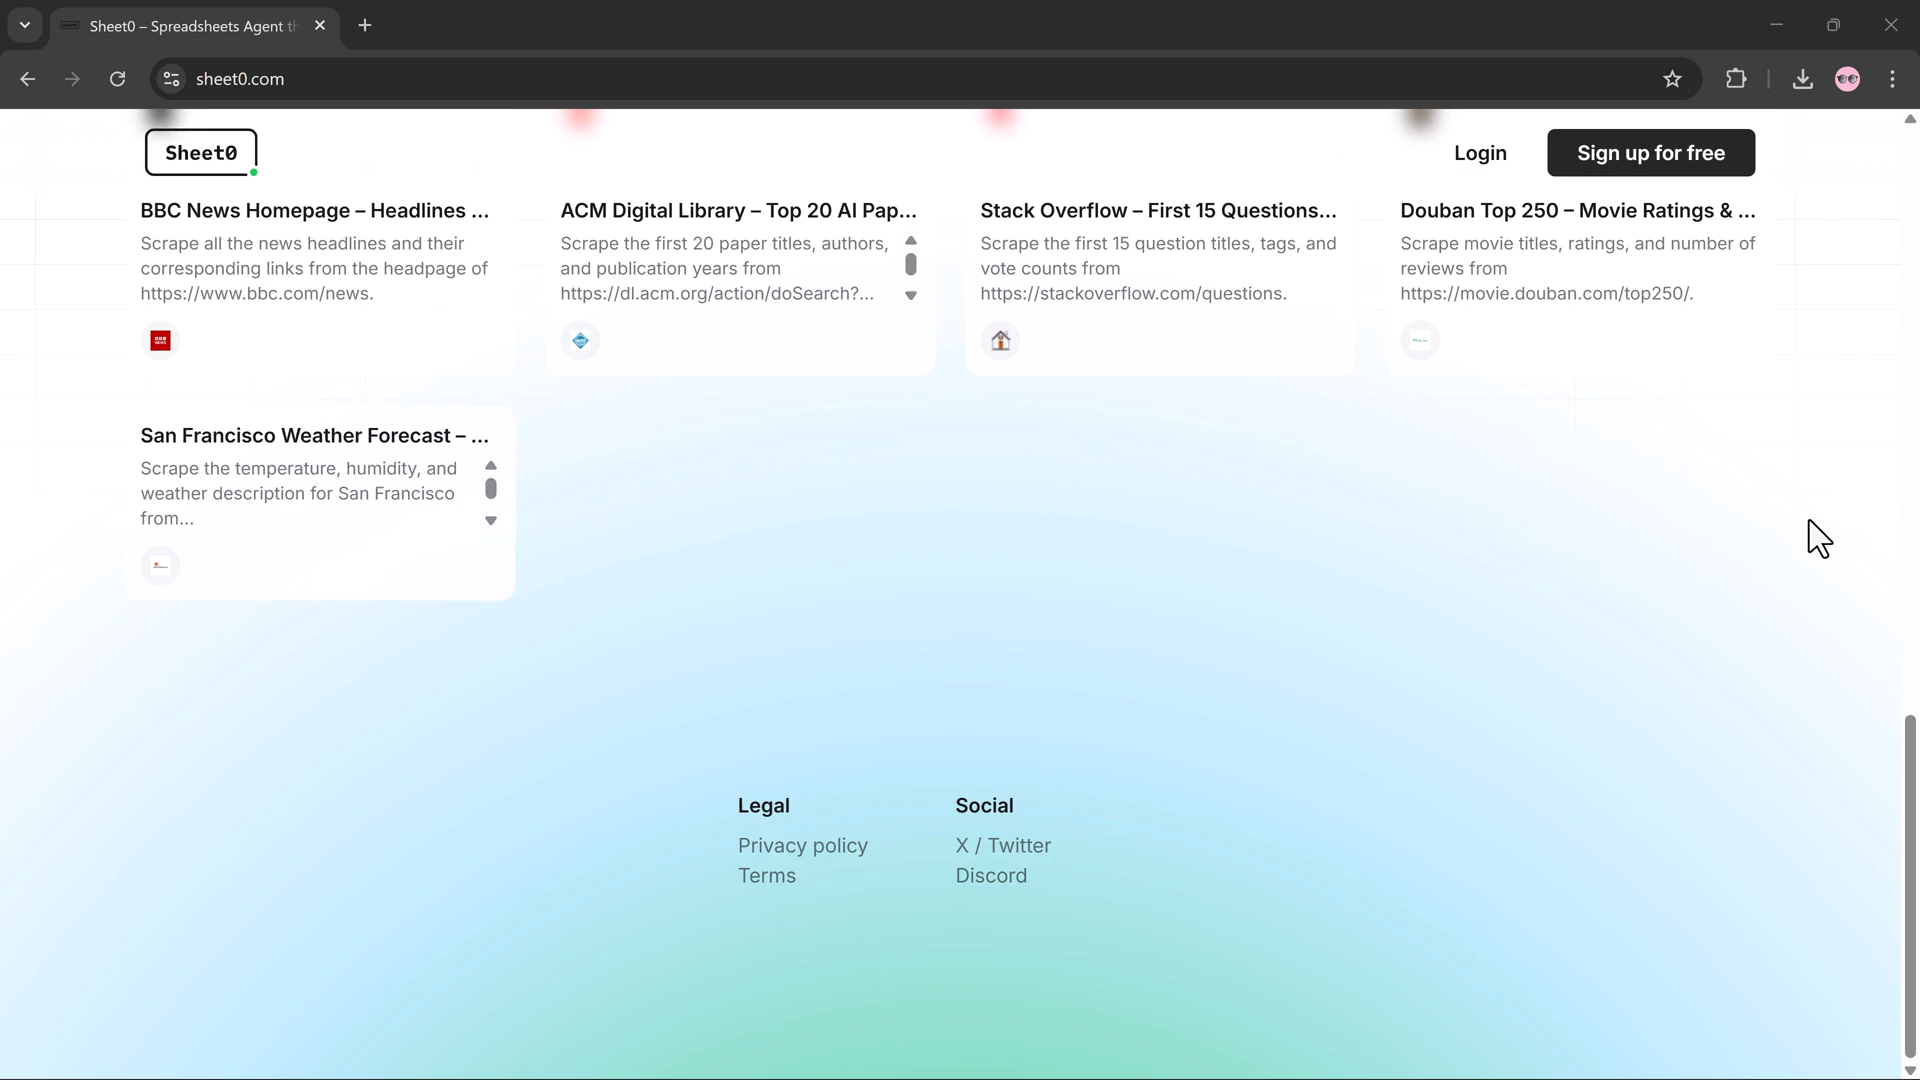 Sheet0 – Spreadsheets Agent
sheet0.com
Sheet0
Login
Sign up for free
BBC News Homepage – Headlines ...
Scrape all the news headlines and their
corresponding links from the headpage of
https://www.bbc.com/news.
ACM Digital Library – Top 20 AI Pap...
Scrape the first 20 paper titles, authors,
and publication years from
https://dl.acm.org/action/doSearch?...
Stack Overflow – First 15 Questions...
Scrape the first 15 question titles, tags, and
vote counts from
https://stackoverflow.com/questions.
Douban Top 250 – Movie Ratings & ...
Scrape movie titles, ratings, and number of
reviews from
https://movie.douban.com/top250/.
BBC
NEWS
San Francisco Weather Forecast – ...
Scrape the temperature, humidity, and
weather description for San Francisco
from...
Legal
Privacy policy
Terms
Social
X / Twitter
Discord